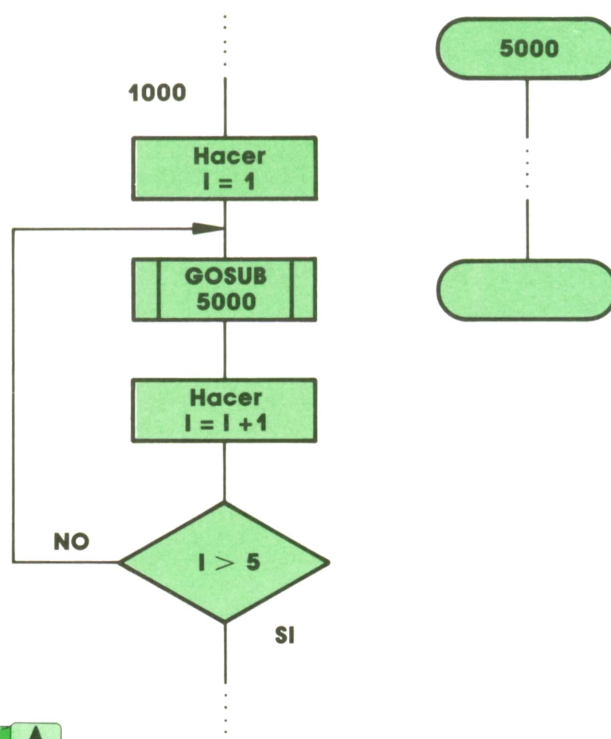 1000
Hacer
I = 1
GOSUB
5000
Hacer
I = I + 1
I > 5
NO
SI
5000